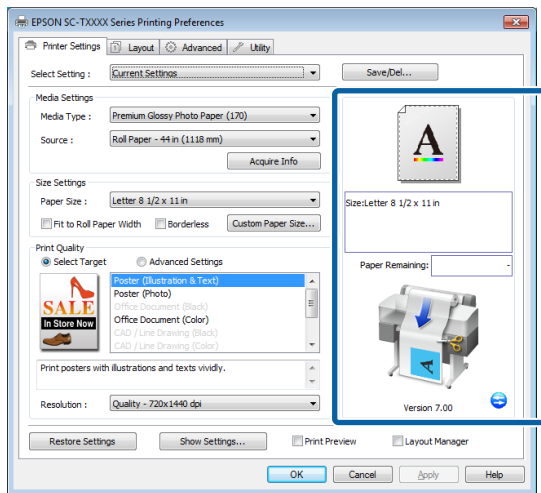 EPSON SC-TXXXX Series Printing Preferences
Printer Settings Layout Advanced Utility
Select Setting : Current Settings Save/Del...
Media Settings
Media Type : Premium Glossy Photo Paper (170)
Source : Roll Paper - 44 in (1118 mm)
Acquire Info
A
Size Settings
Paper Size : Letter 8 1/2 x 11 in
Size:Letter 8 1/2 x 11 in
Fit to Roll Paper Width Borderless Custom Paper Size...
Print Quality
Select Target Advanced Settings
Paper Remaining: -
Poster (Illustration & Text)
Poster (Photo)
Office Document (Black)
Office Document (Color)
CAD / Line Drawing (Black)
CAD / Line Drawing (Color)
SALE
In Store Now
A
Print posters with illustrations and texts vividly.
Resolution : Quality - 720x1440 dpi
Version 7.00
Restore Settings Show Settings... Print Preview Layout Manager
OK Cancel Apply Help